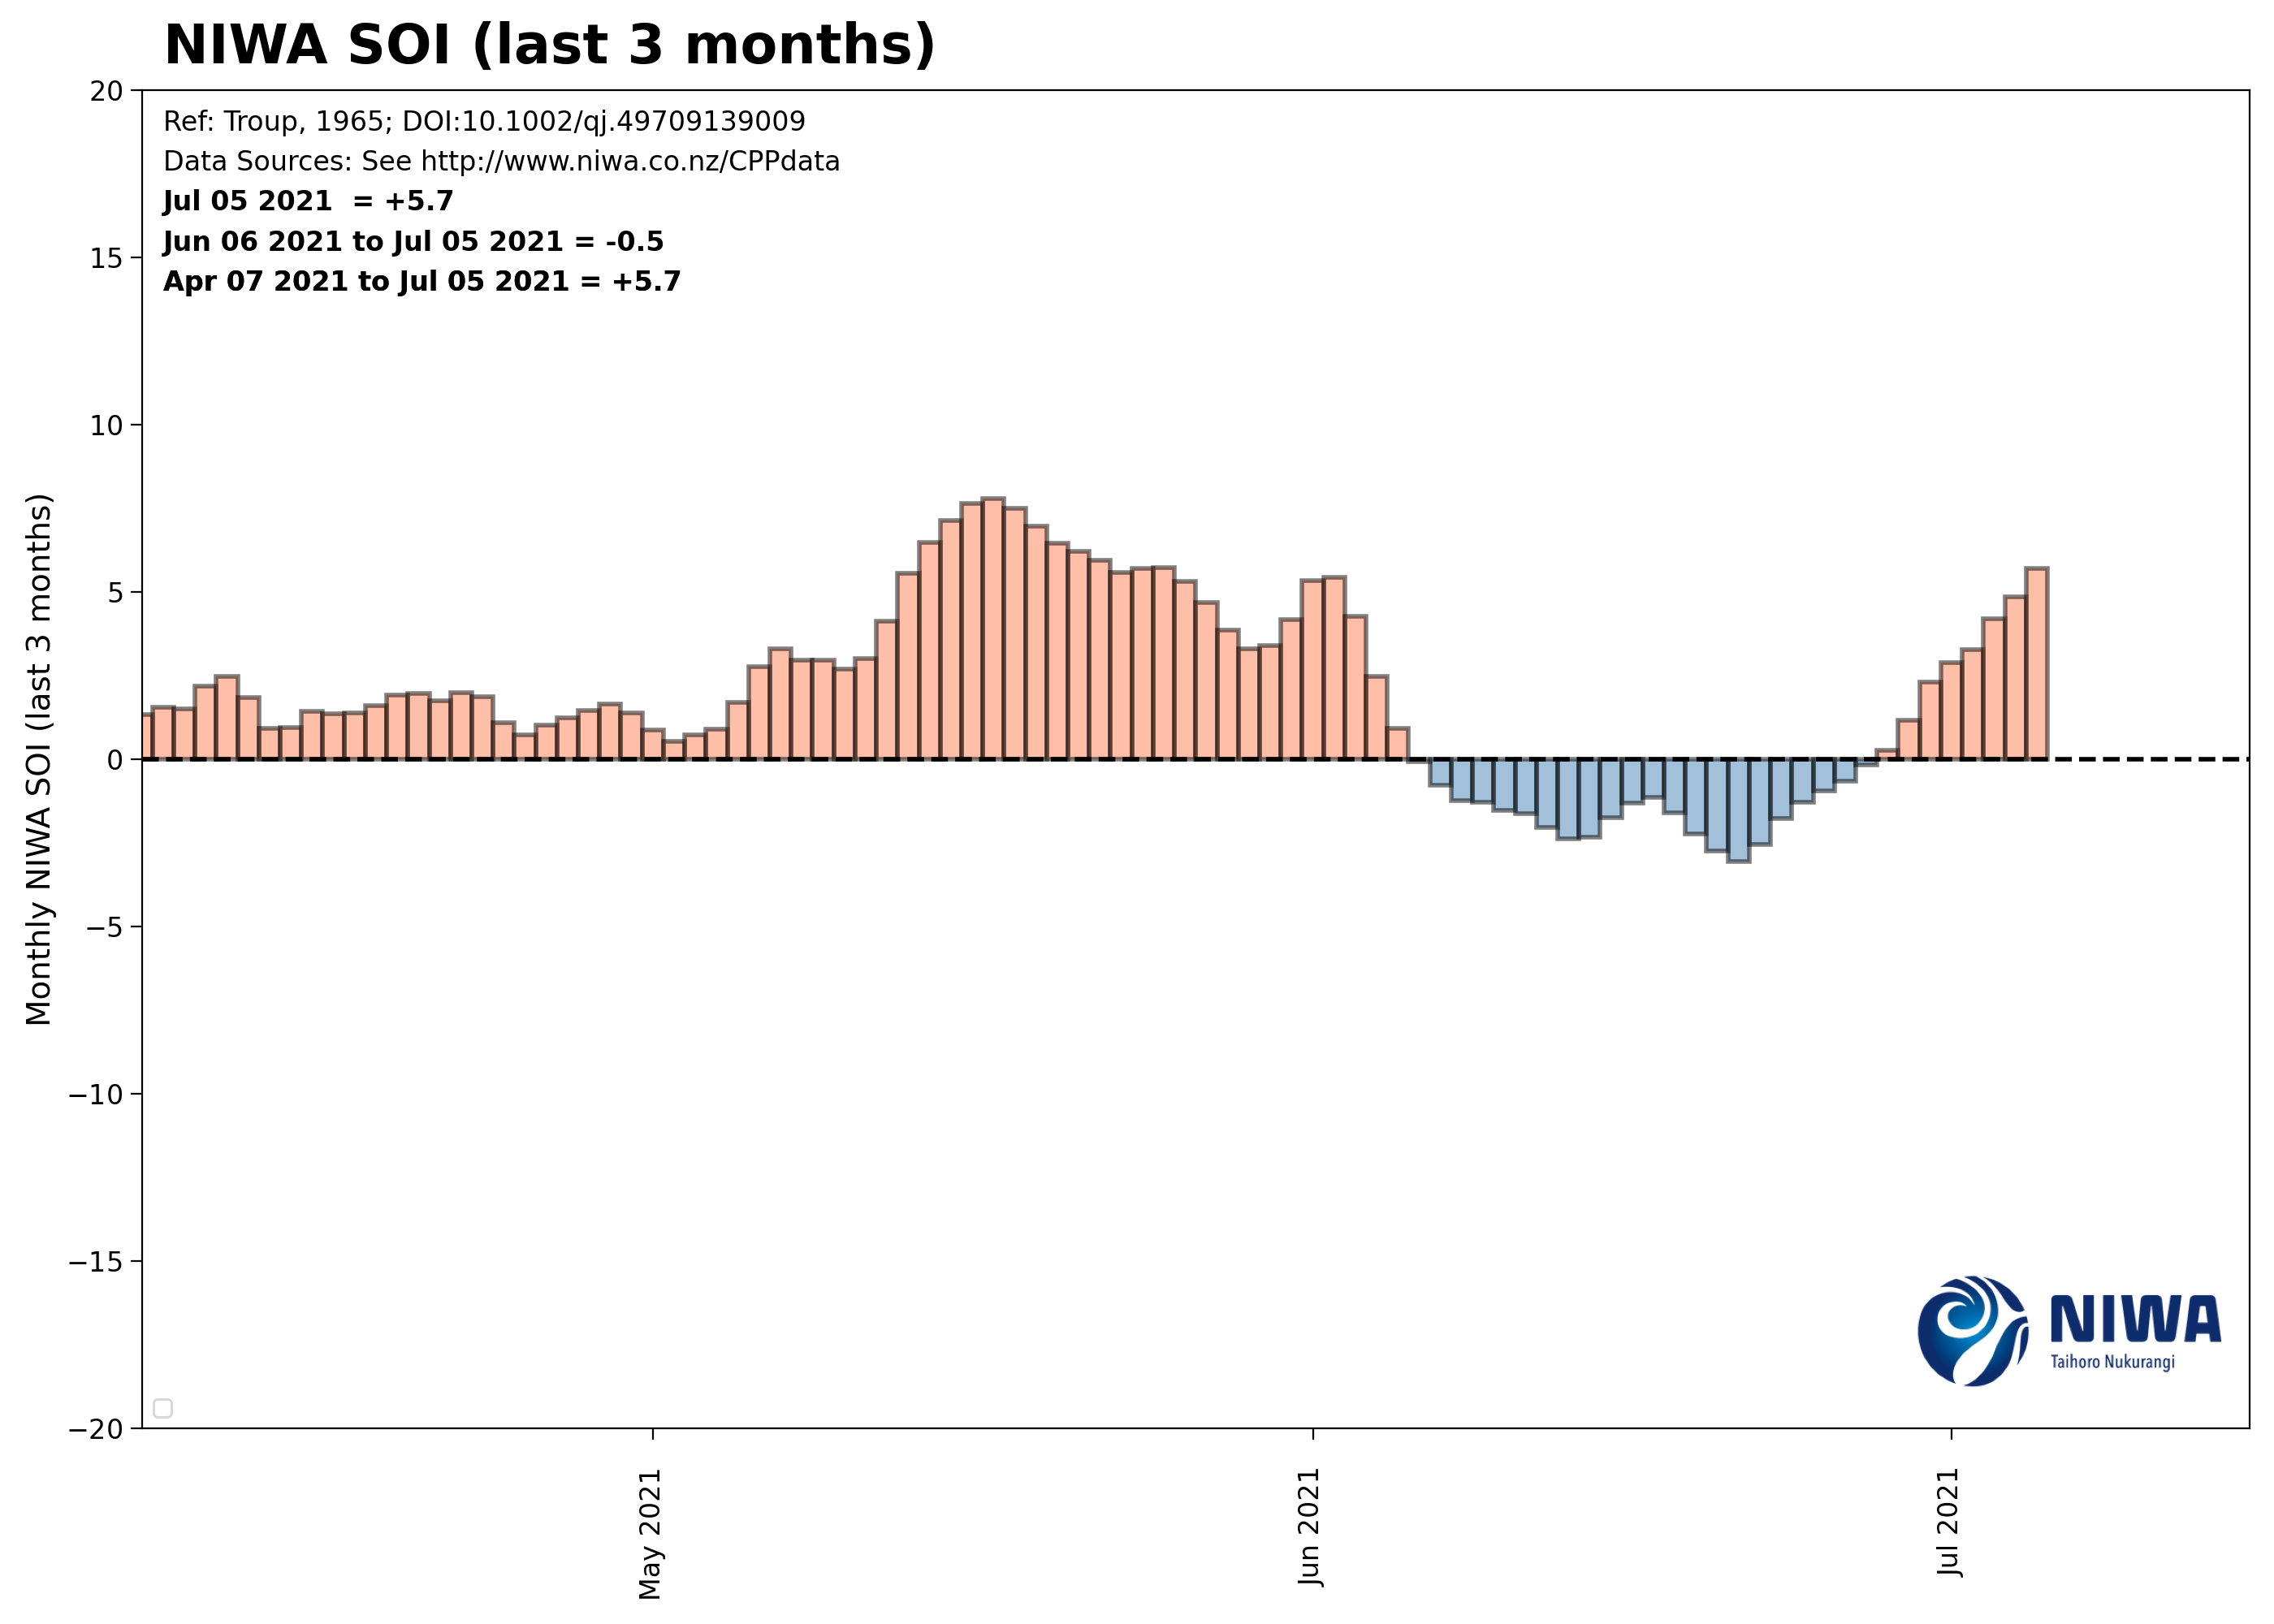 NIWA SOI (last 3 months)
Ref: Troup, 1965; DOI:10.1002/qj.49709139009
Data Sources: See http://www.niwa.co.nz/CPPdata
Jul 05 2021  = +5.7
Jun 06 2021 to Jul 05 2021 = -0.5
Apr 07 2021 to Jul 05 2021 = +5.7
Monthly NIWA SOI (last 3 months)
20
15
10
5
0
−5
−10
−15
−20
NIWA
Taihoro Nukurangi
May 2021
Jun 2021
Jul 2021